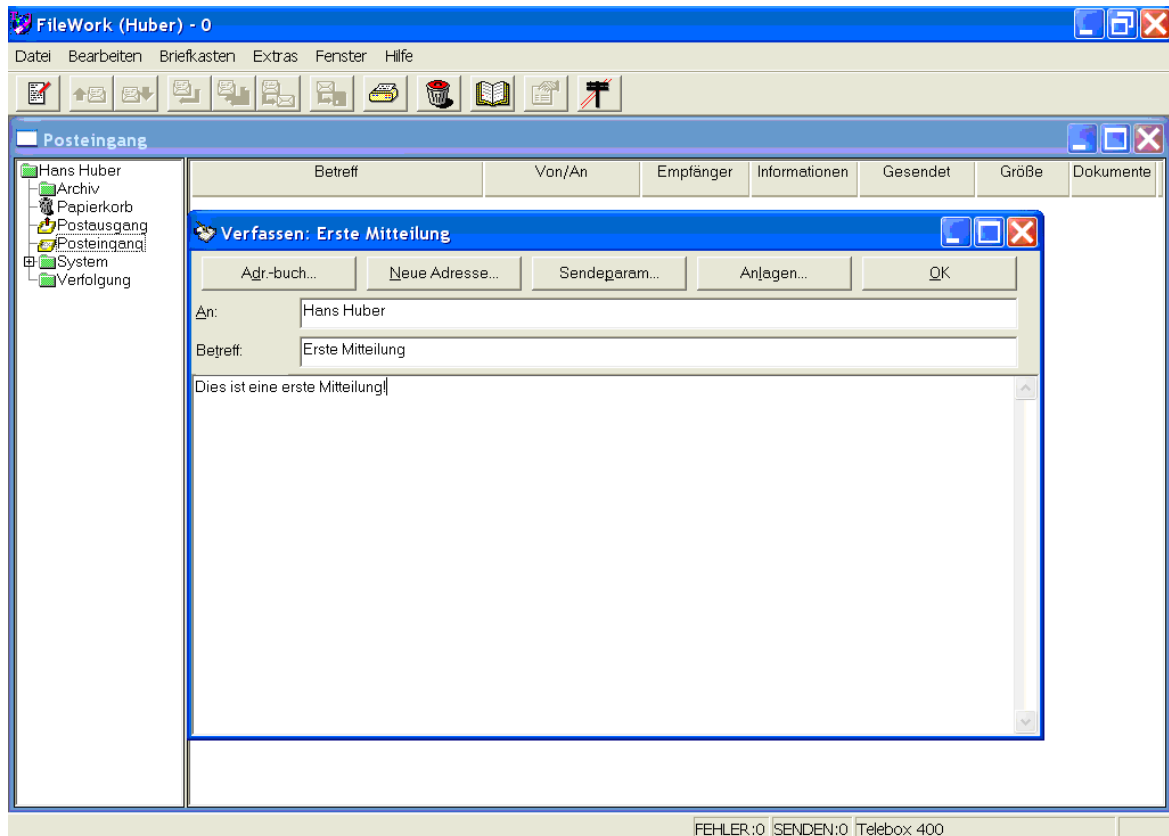 FileWork (Huber) - 0
Datei Bearbeiten Briefkasten Extras Fenster Hilfe
Posteingang
Hans Huber
Archiv
Papierkorb
Postausgang
Posteingang
System
Verfolgung
Betreff Von/An Empfänger Informationen Gesendet Größe Dokumente
Verfassen: Erste Mitteilung
Adr.-buch... Neue Adresse... Sendeparam... Anlagen... OK
An: Hans Huber
Betreff: Erste Mitteilung
Dies ist eine erste Mitteilung!
FEHLER:0 SENDEN:0 Telebox 400